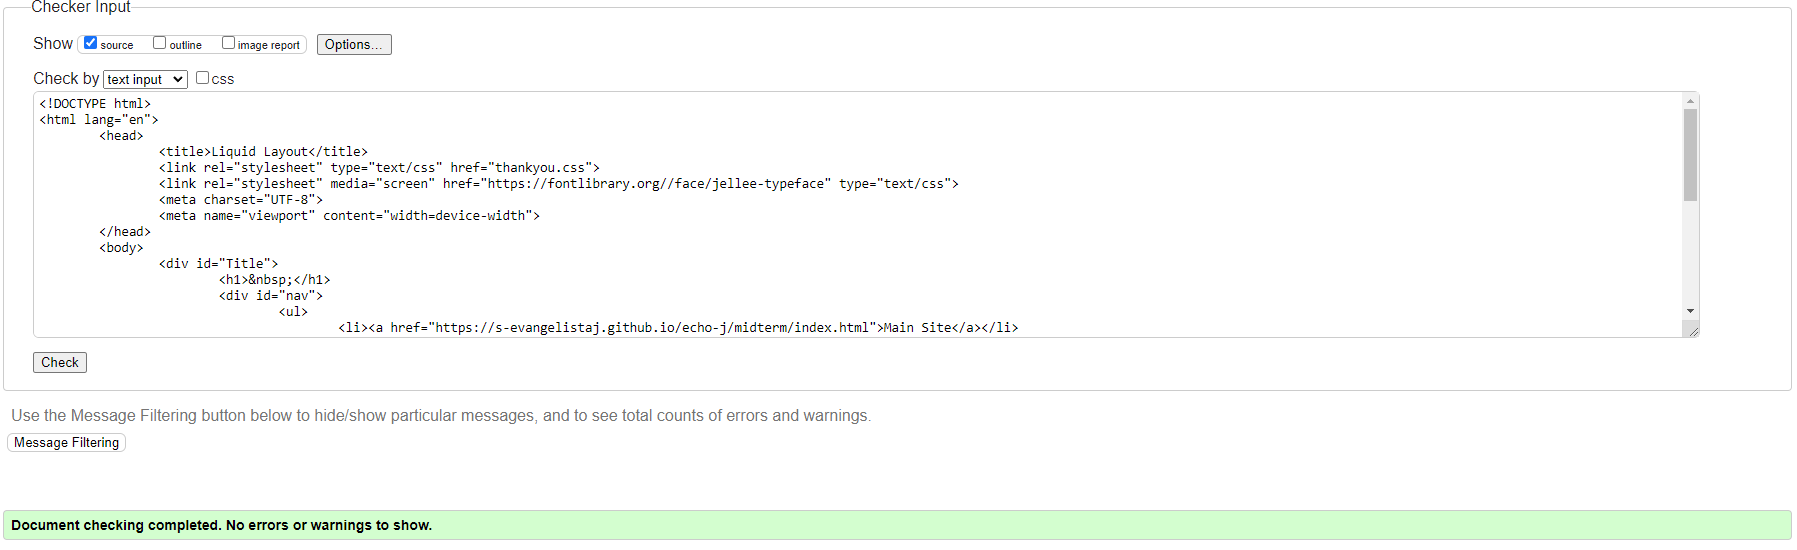 Checker Input
Show source outline image report Options...
Check by text input css
<!DOCTYPE html>
<html lang="en">
<head>
<title>Liquid Layout</title>
<link rel="stylesheet" type="text/css" href="thankyou.css">
<link rel="stylesheet" media="screen" href="https://fontlibrary.org//face/jellee-typeface" type="text/css">
<meta charset="UTF-8">
<meta name="viewport" content="width=device-width">
</head>
<body>
<div id="Title">
<h1>&nbsp;</h1>
<div id="nav">
<ul>
<li><a href="https://s-evangelistaj.github.io/echo-j/midterm/index.html">Main Site</a></li>
Check
Use the Message Filtering button below to hide/show particular messages, and to see total counts of errors and warnings.
Message Filtering
Document checking completed. No errors or warnings to show.